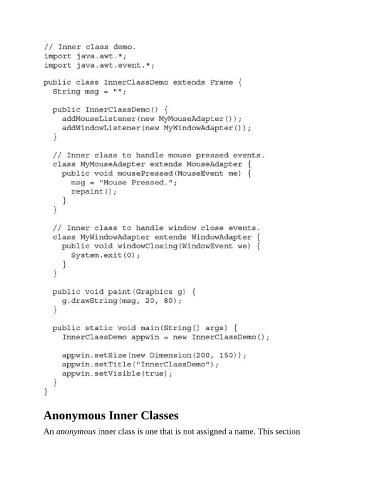 // Inner class demo.
import java.awt.*;
import java.awt.event.*;
public class InnerClassDemo extends Frame {
String msg = "";
public InnerClassDemo() {
addMouseListener(new MyMouseAdapter());
addWindowListener(new MyWindowAdapter());
}
// Inner class to handle mouse pressed events.
class MyMouseAdapter extends MouseAdapter {
public void mousePressed(MouseEvent me) {
msg = "Mouse Pressed.";
repaint();
}
}
// Inner class to handle window close events.
class MyWindowAdapter extends WindowAdapter {
public void windowClosing(WindowEvent we) {
System.exit(0);
}
}
public void paint(Graphics g) {
g.drawString(msg, 20, 80);
}
public static void main(String[] args) {
InnerClassDemo appwin = new InnerClassDemo();
appwin.setSize(new Dimension(200, 150));
appwin.setTitle("InnerClassDemo");
appwin.setVisible(true);
}
}
Anonymous Inner Classes
An anonymous inner class is one that is not assigned a name. This section